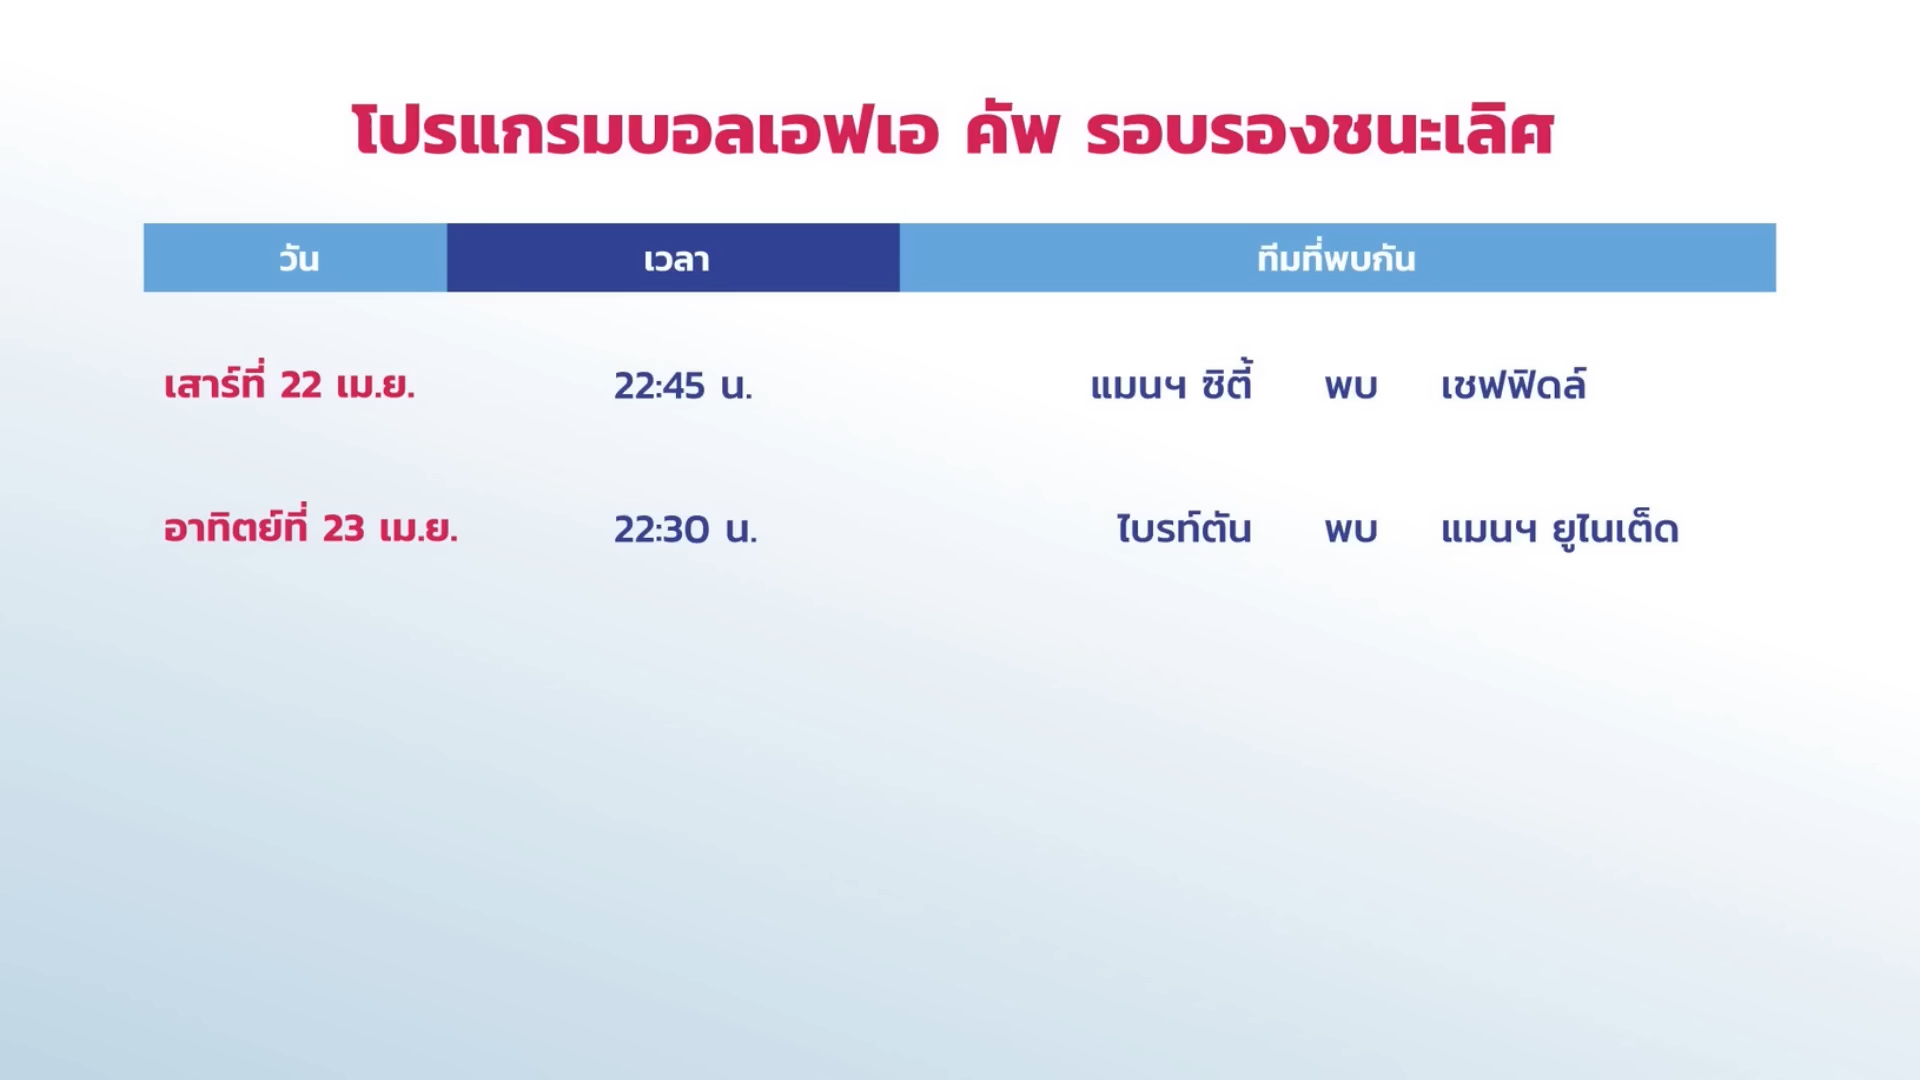 โปรแกรมบอลเอฟเอ คัพ รอบรองชนะเลิศ
วัน เวลา ทีมที่พบกัน
เสาร์ที่ 22 เม.ย. 22:45 น. แมนฯ ซิตี้ พบ เชฟฟิดล์
อาทิตย์ที่ 23 เม.ย. 22:30 น. ไบรท์ตัน พบ แมนฯ ยูไนเต็ด